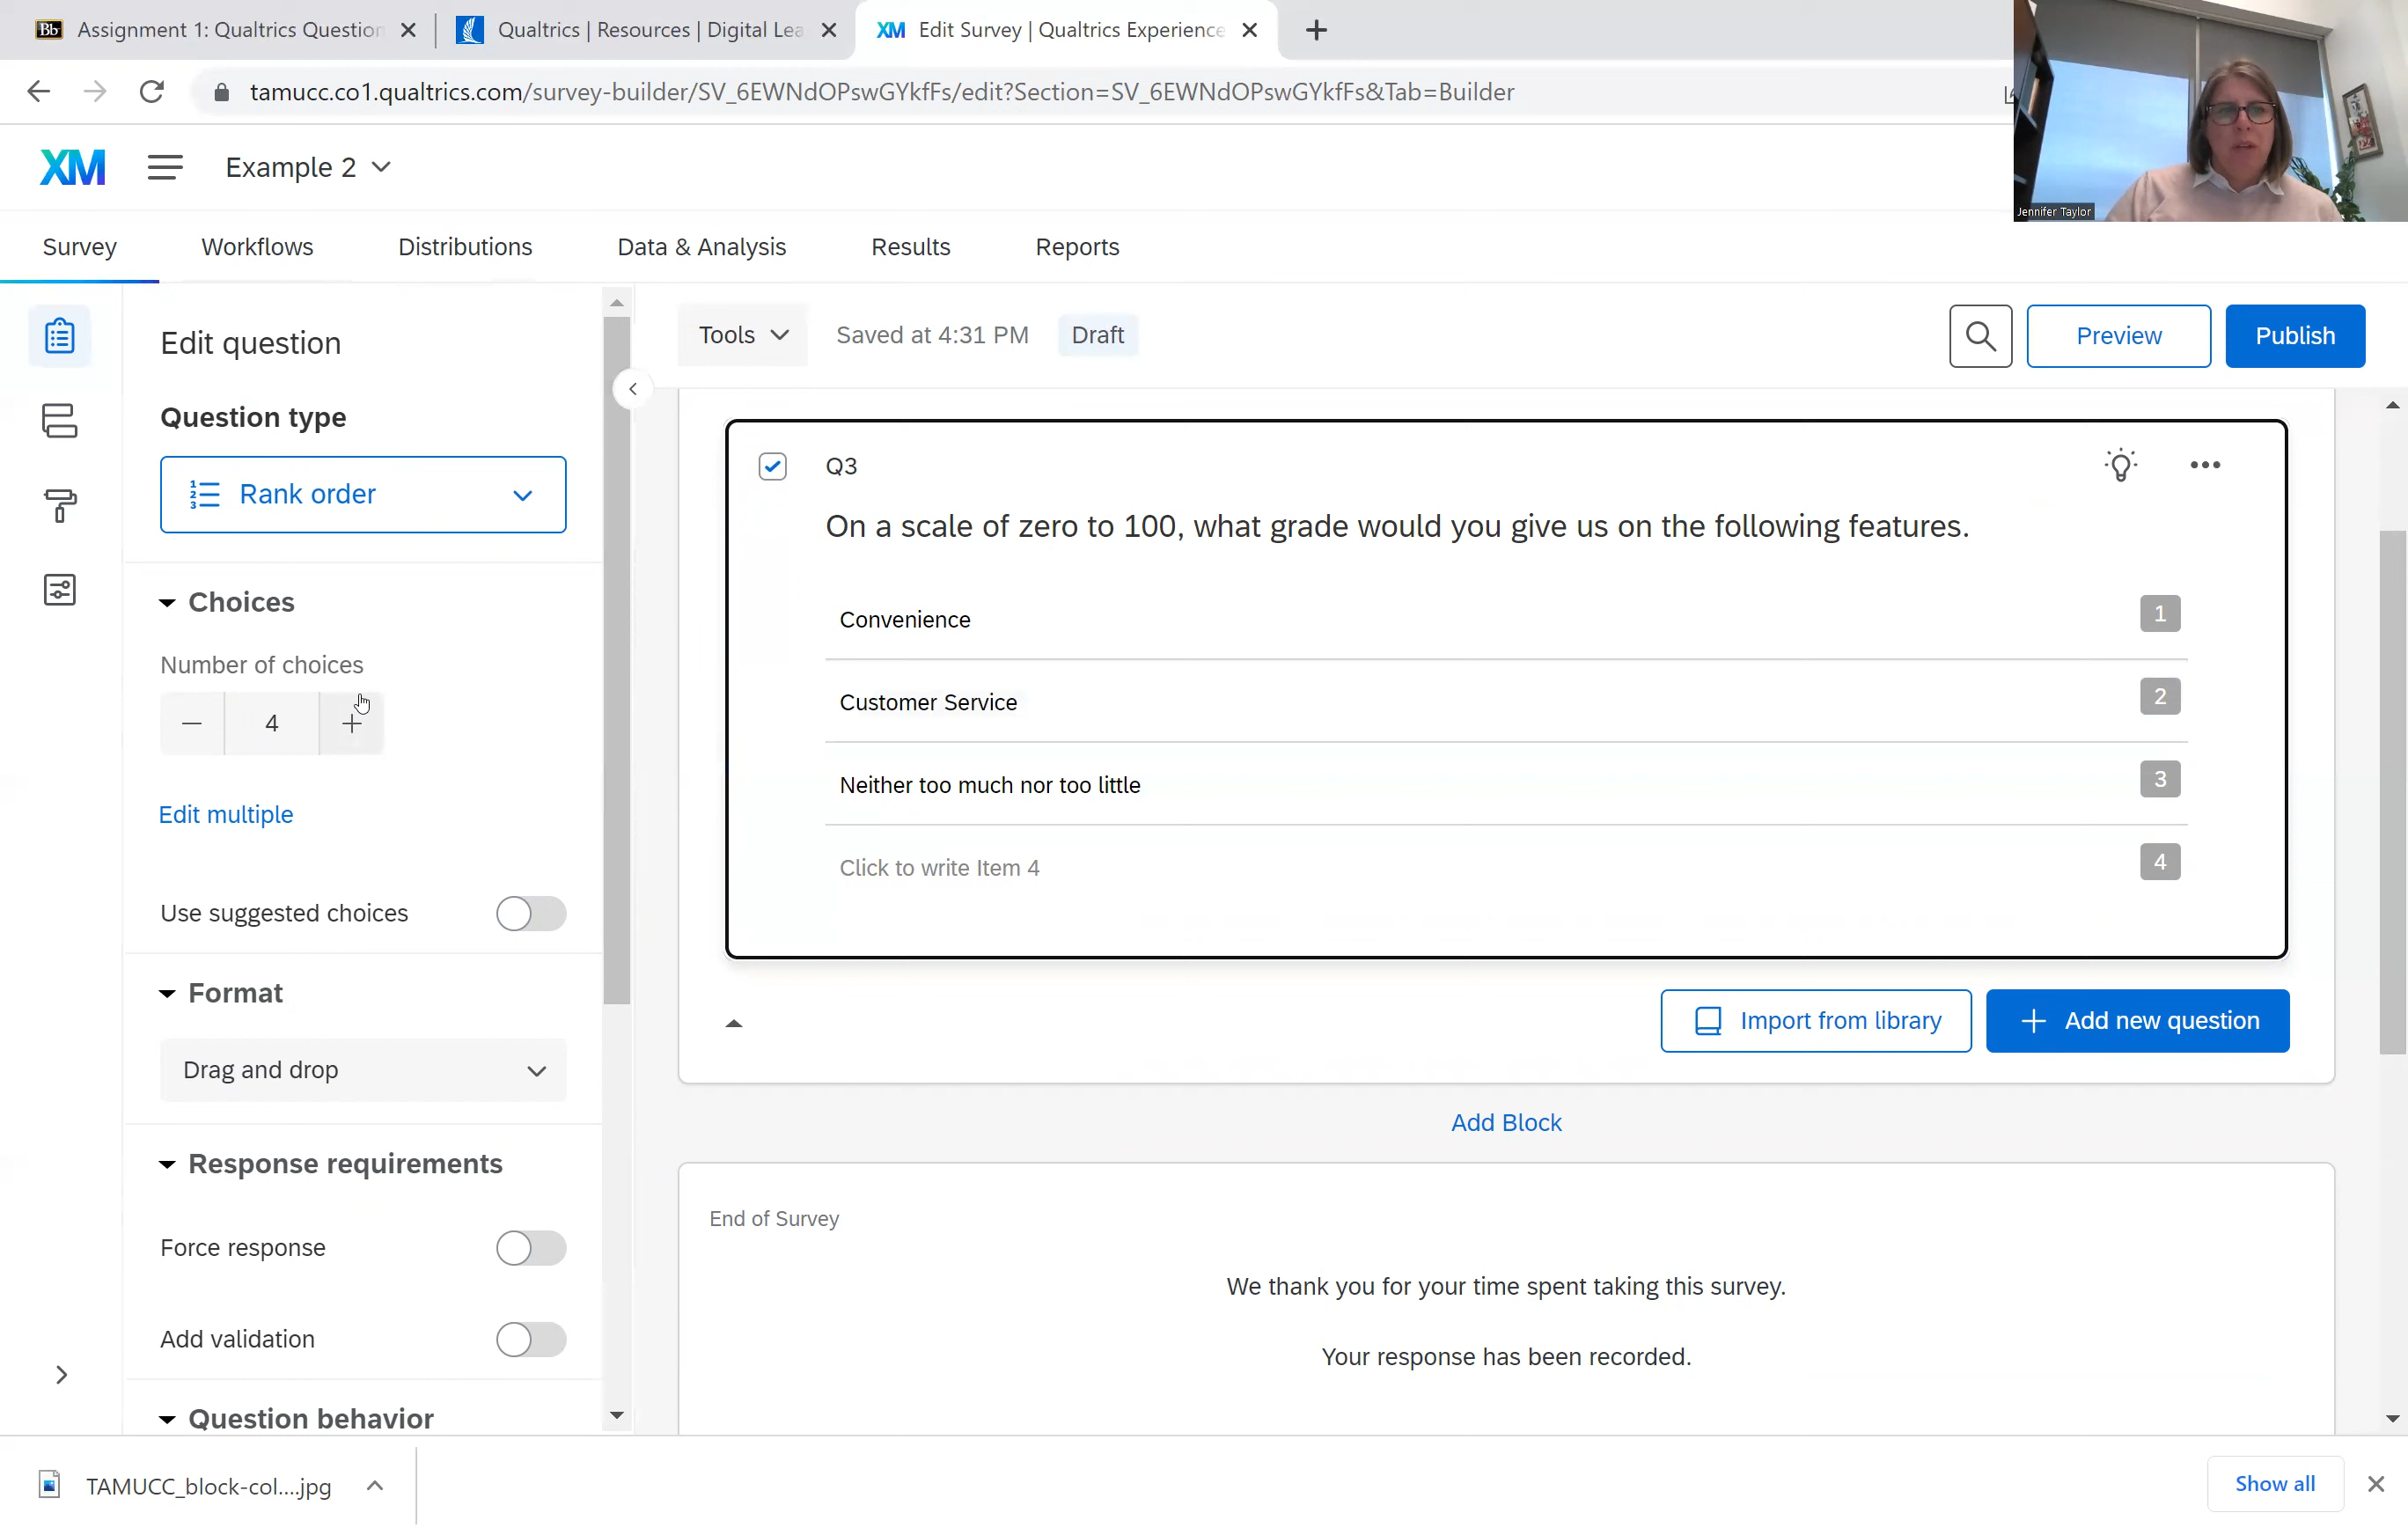 Bb Assignment 1: Qualtrics Question
Qualtrics | Resources | Digital Lea
XM Edit Survey | Qualtrics Experience
tamucc.co1.qualtrics.com/survey-builder/SV_6EWNdOPswGYkfFs/edit?Section=SV_6EWNdOPswGYkfFs&Tab=Builder
Jennifer Taylor
XM Example 2
Survey Workflows Distributions Data & Analysis Results Reports
Edit question
Question type
1 2 3 Rank order
Choices
Number of choices
4
Edit multiple
Use suggested choices
Format
Drag and drop
Response requirements
Force response
Add validation
Question behavior
Tools Saved at 4:31 PM Draft Preview Publish
Q3
On a scale of zero to 100, what grade would you give us on the following features.
Convenience 1
Customer Service 2
Neither too much nor too little 3
Click to write Item 4 4
Import from library Add new question
Add Block
End of Survey
We thank you for your time spent taking this survey.
Your response has been recorded.
TAMUCC_block-col....jpg Show all